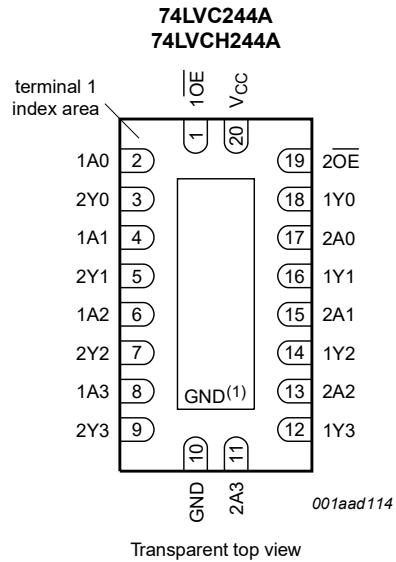 74LVC244A
74LVCH244A
terminal 1
index area
1OE
VCC
1
20
1A0 2
19 2OE
2Y0 3
18 1Y0
1A1 4
17 2A0
2Y1 5
16 1Y1
1A2 6
15 2A1
2Y2 7
14 1Y2
1A3 8
GND(1)
13 2A2
2Y3 9
12 1Y3
10
11
GND
2A3
001aad114
Transparent top view